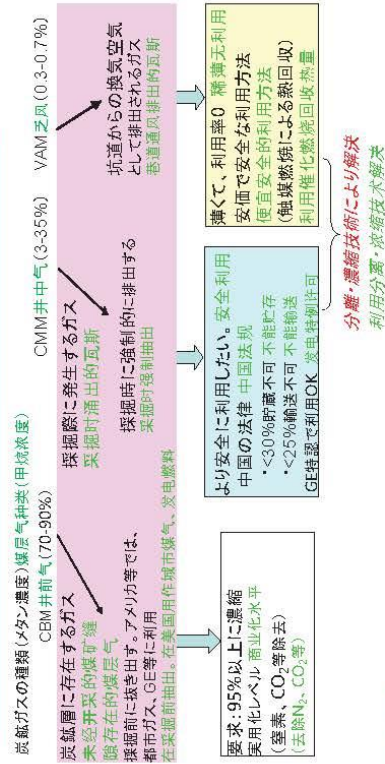 炭鉱ガスの種類(メタン濃度)煤层气种类(甲烷浓度)
CBM井前气(70-90%)
炭鉱層に存在するガス
未经开采的煤矿缝
隙存在的煤层气
採掘前に抜き出す。アメリカ等では、
都市ガス、GE等に利用
在采掘前抽出。在美国用作城市煤气、发电燃料
要求:95%以上に濃縮
実用化レベル 商业化水平
(窒素、CO2等除去)
(去除N2、CO2等)
CMM井中气(3-35%)
採掘際に発生するガス
采掘时涌出的瓦斯
採掘時に強制的に排出する
采掘时强制抽出
より安全に利用したい。安全利用
中国の法律 中国法规
・<30%貯蔵不可 不能贮存
・<25%輸送不可 不能输送
GE特認で利用OK 发电特例许可
VAM乏风(0.3-0.7%)
坑道からの換気空気
として排出されるガス
巷道通风排出的瓦斯
薄くて、利用率0 稀薄无利用
安価で安全な利用方法
便宜安全的利用方法
(触媒燃焼による熱回収)
利用催化燃烧回收热量
分離・濃縮技術により解決
利用分离・浓缩技术解决